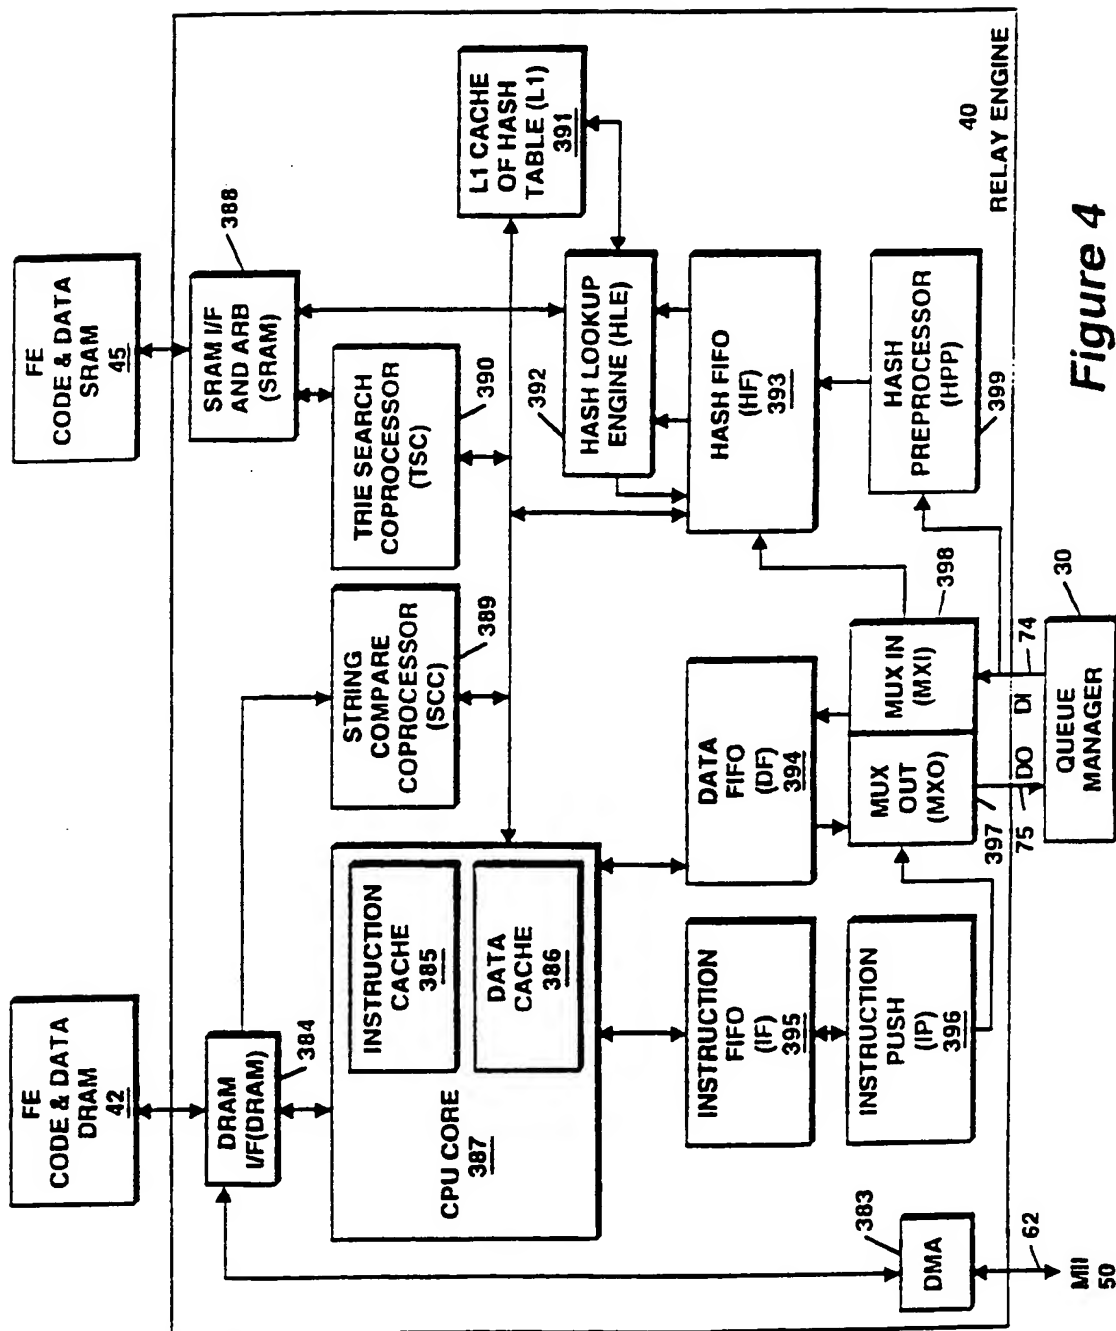 FE
CODE & DATA
DRAM
42
FE
CODE & DATA
SRAM
45
DRAM
I/F(DRAM)
384
SRAM I/F
AND ARB
(SRAM)
388
CPU CORE
387
INSTRUCTION
CACHE
385
DATA
CACHE
386
STRING
COMPARE
COPROCESSOR
(SCC)
389
TRIE SEARCH
COPROCESSOR
(TSC)
390
L1 CACHE
OF HASH
TABLE (L1)
391
392
HASH LOOKUP
ENGINE (HLE)
INSTRUCTION
FIFO
(IF)
395
DATA
FIFO
(DF)
394
HASH FIFO
(HF)
393
383
DMA
INSTRUCTION
PUSH
(IP)
396
MUX
OUT
(MXO)
MUX IN
(MXI)
398
HASH
PREPROCESSOR
(HPP)
399
397
40
RELAY ENGINE
62
75
DO
DI
74
MII
50
QUEUE
MANAGER
30
Figure 4